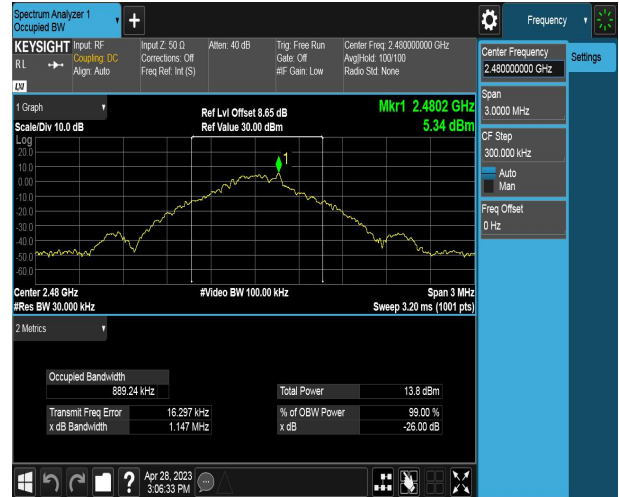 Spectrum Analyzer 1
Occupied BW
+
Frequency
KEYSIGHT
RL
LXI
Input: RF
Coupling: DC
Align: Auto
Input Z: 50 Ω
Corrections: Off
Freq Ref: Int (S)
Atten: 40 dB
Trig: Free Run
Gate: Off
#IF Gain: Low
Center Freq: 2.480000000 GHz
Avg|Hold: 100/100
Radio Std: None
Center Frequency
2.480000000 GHz
Settings
Span
3.0000 MHz
CF Step
300.000 kHz
Auto
Man
Freq Offset
0 Hz
1 Graph
Scale/Div 10.0 dB
Ref Lvl Offset 8.65 dB
Ref Value 30.00 dBm
Mkr1 2.4802 GHz
5.34 dBm
Log
20.0
10.0
0.00
-10.0
-20.0
-30.0
-40.0
-50.0
-60.0
1
Center 2.48 GHz
#Res BW 30.000 kHz
#Video BW 100.00 kHz
Span 3 MHz
Sweep 3.20 ms (1001 pts)
2 Metrics
Occupied Bandwidth
889.24 kHz
Total Power 13.8 dBm
Transmit Freq Error 16.297 kHz
% of OBW Power 99.00 %
x dB Bandwidth 1.147 MHz
x dB -26.00 dB
?
Apr 28, 2023
3:06:33 PM